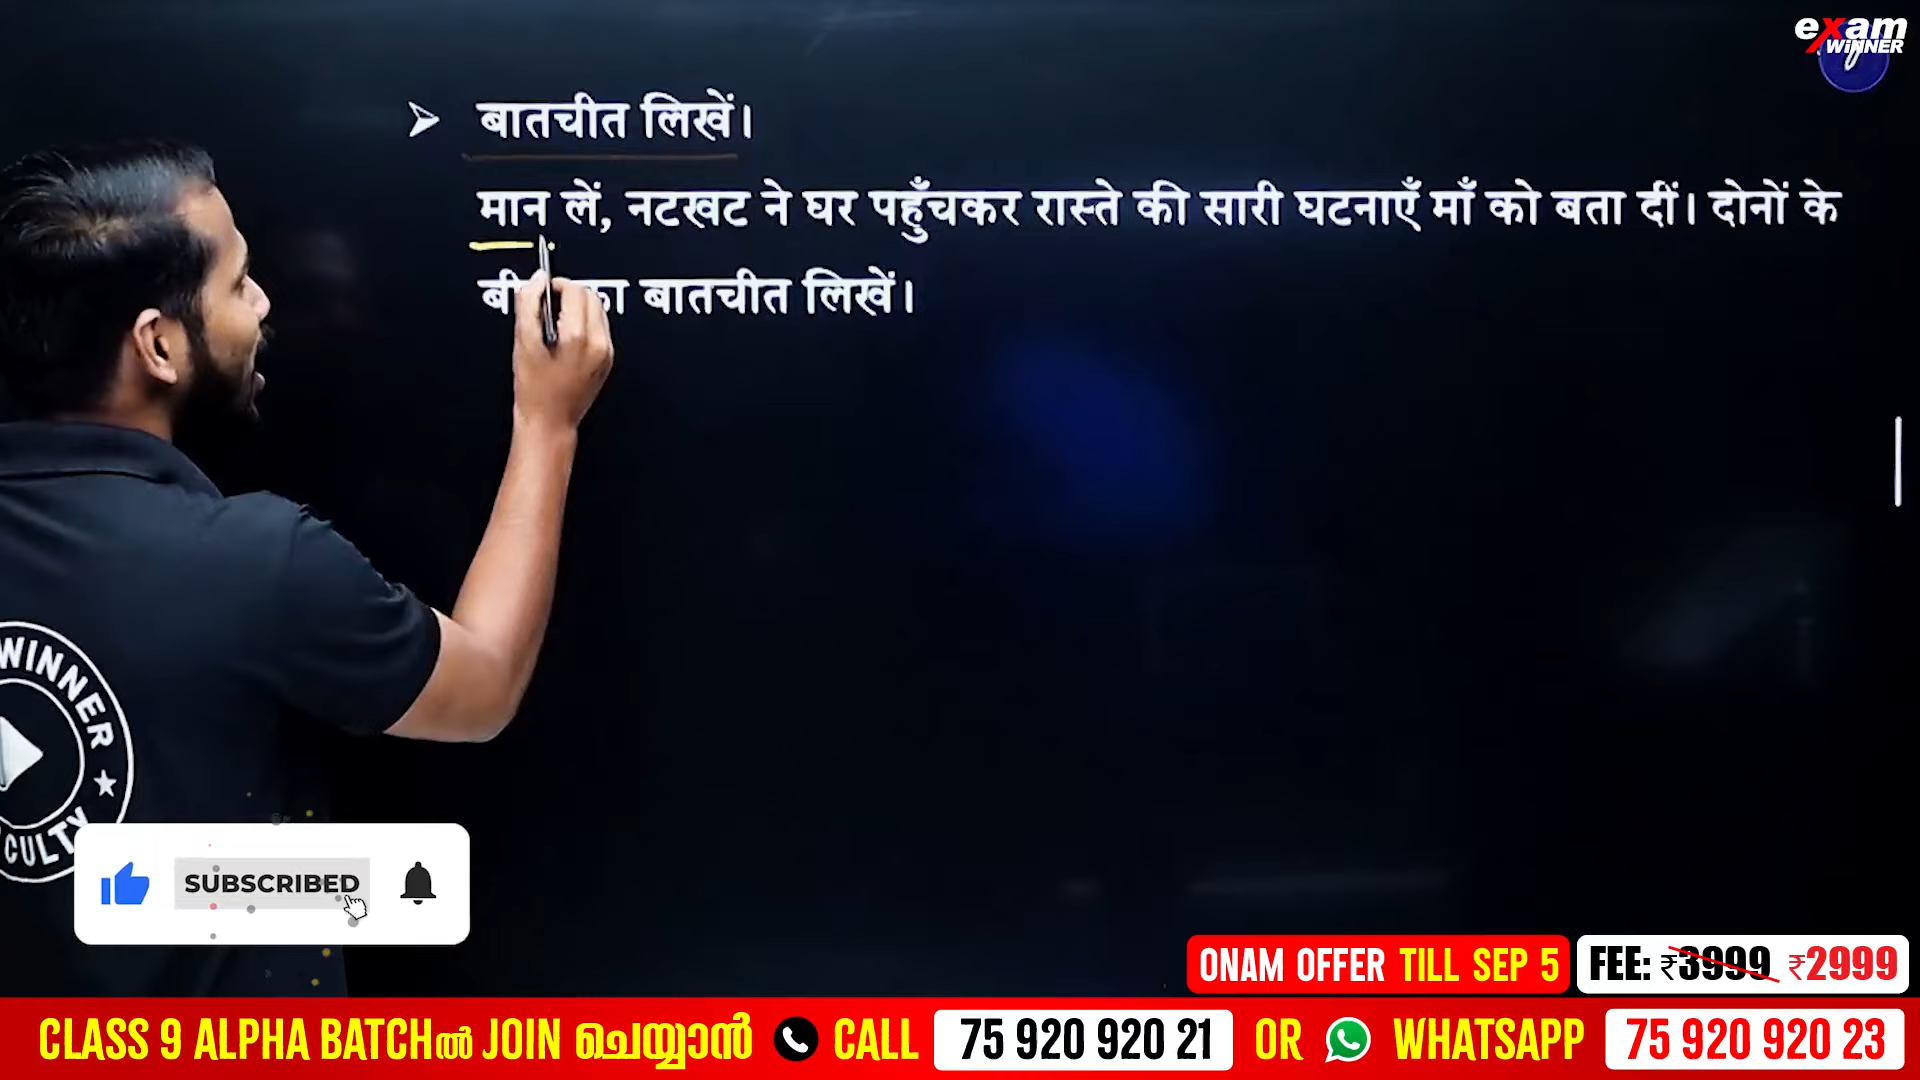 exam
WINNER
➢ बातचीत लिखें।
मान लें, नटखट ने घर पहुँचकर रास्ते की सारी घटनाएँ माँ को बता दीं। दोनों के
का बातचीत लिखें।
WINNER
SUBSCRIBED
ONAM OFFER TILL SEP 5 FEE: ₹3999 ₹2999
CLASS 9 ALPHA BATCHൽ JOIN ചെയ്യാൻ CALL 75 920 920 21 OR WHATSAPP 75 920 920 23